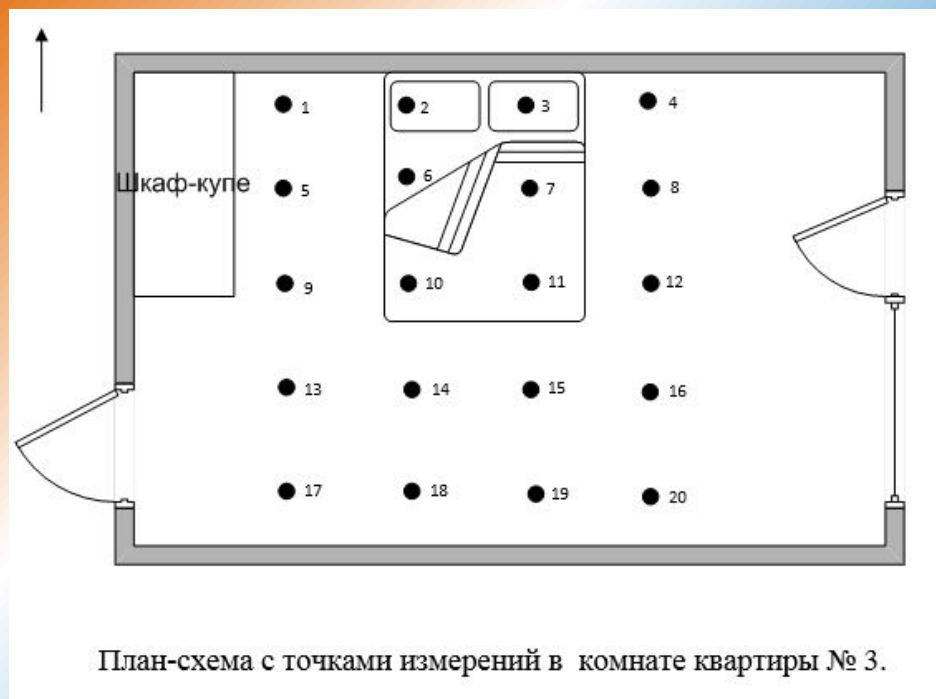 1 2 3 4
Шкаф-купе 5 6 7 8
9 10 11 12
13 14 15 16
17 18 19 20
План-схема с точками измерений в комнате квартиры № 3.